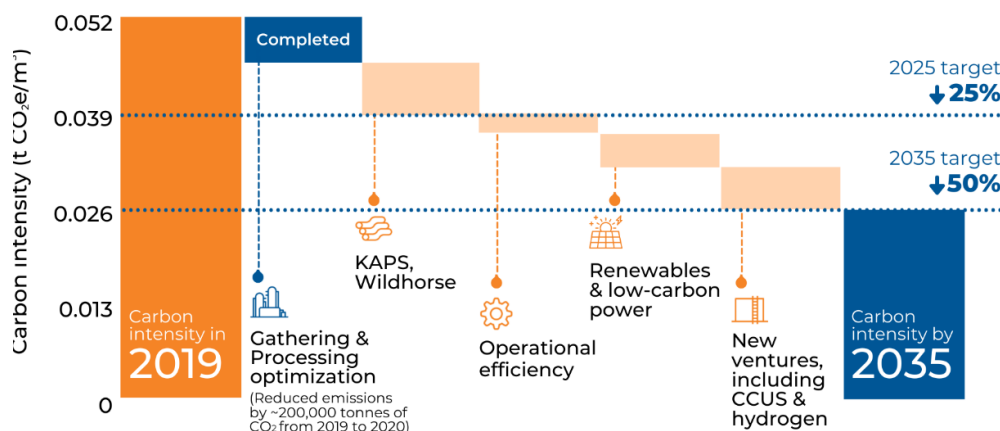 Carbon intensity (t CO₂e/m³)
0.052
0.039
0.026
0.013
0
Completed
2025 target
↓25%
2035 target
↓50%
Carbon
intensity in
2019
Gathering &
Processing
optimization
(Reduced emissions
by ~200,000 tonnes of
CO₂ from 2019 to 2020)
KAPS,
Wildhorse
Operational
efficiency
Renewables
& low-carbon
power
New
ventures,
including
CCUS &
hydrogen
Carbon
intensity by
2035